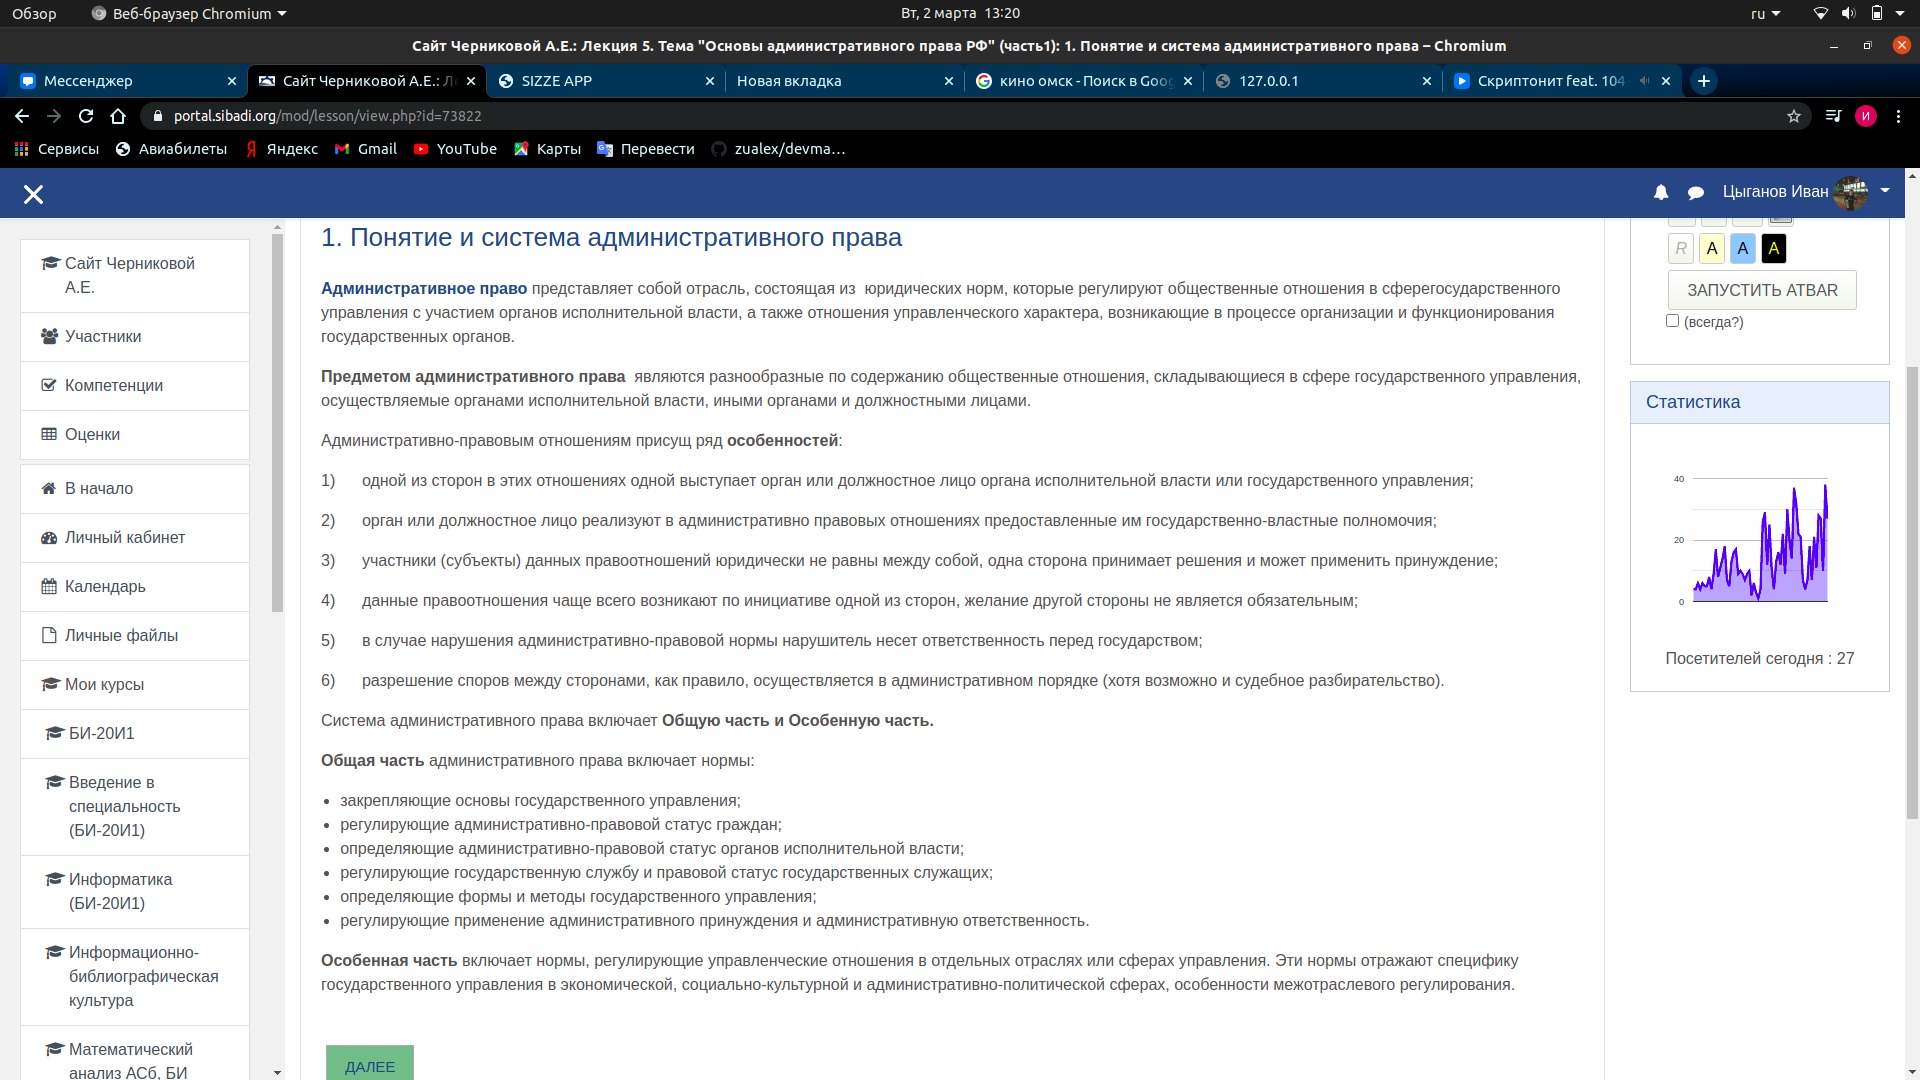 Обзор
Веб-браузер Chromium
Вт, 2 марта 13:20
ru
Сайт Черниковой А.Е.: Лекция 5. Тема "Основы административного права РФ" (часть1): 1. Понятие и система административного права – Chromium
Мессенджер
Сайт Черниковой А.Е.: Ле
SIZZE APP
Новая вкладка
кино омск - Поиск в Goog
127.0.0.1
Скриптонит feat. 104
portal.sibadi.org/mod/lesson/view.php?id=73822
И
Сервисы
Авиабилеты
Яндекс
Gmail
YouTube
Карты
Перевести
zualex/devma...
Цыганов Иван
Сайт Черниковой
А.Е.
Участники
Компетенции
Оценки
В начало
Личный кабинет
Календарь
Личные файлы
Мои курсы
БИ-20И1
Введение в
специальность
(БИ-20И1)
Информатика
(БИ-20И1)
Информационно-
библиографическая
культура
Математический
анализ АСб, БИ
1. Понятие и система административного права
Административное право представляет собой отрасль, состоящая из  юридических норм, которые регулируют общественные отношения в сферегосударственного
управления с участием органов исполнительной власти, а также отношения управленческого характера, возникающие в процессе организации и функционирования
государственных органов.
Предметом административного права  являются разнообразные по содержанию общественные отношения, складывающиеся в сфере государственного управления,
осуществляемые органами исполнительной власти, иными органами и должностными лицами.
Административно-правовым отношениям присущ ряд особенностей:
1) одной из сторон в этих отношениях одной выступает орган или должностное лицо органа исполнительной власти или государственного управления;
2) орган или должностное лицо реализуют в административно правовых отношениях предоставленные им государственно-властные полномочия;
3) участники (субъекты) данных правоотношений юридически не равны между собой, одна сторона принимает решения и может применить принуждение;
4) данные правоотношения чаще всего возникают по инициативе одной из сторон, желание другой стороны не является обязательным;
5) в случае нарушения административно-правовой нормы нарушитель несет ответственность перед государством;
6) разрешение споров между сторонами, как правило, осуществляется в административном порядке (хотя возможно и судебное разбирательство).
Система административного права включает Общую часть и Особенную часть.
Общая часть административного права включает нормы:
• закрепляющие основы государственного управления;
• регулирующие административно-правовой статус граждан;
• определяющие административно-правовой статус органов исполнительной власти;
• регулирующие государственную службу и правовой статус государственных служащих;
• определяющие формы и методы государственного управления;
• регулирующие применение административного принуждения и административную ответственность.
Особенная часть включает нормы, регулирующие управленческие отношения в отдельных отраслях или сферах управления. Эти нормы отражают специфику
государственного управления в экономической, социально-культурной и административно-политической сферах, особенности межотраслевого регулирования.
ДАЛЕЕ
R A A A
ЗАПУСТИТЬ ATBAR
(всегда?)
Статистика
40
20
0
Посетителей сегодня : 27